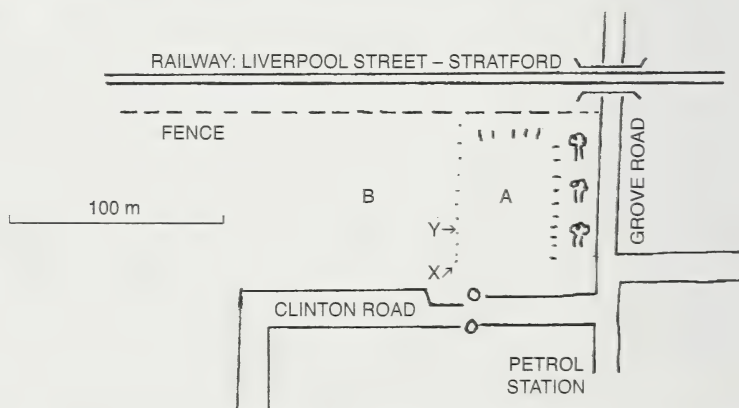 RAILWAY: LIVERPOOL STREET – STRATFORD
FENCE
GROVE ROAD
100 m
B
A
Y→
X↗
CLINTON ROAD
PETROL
STATION